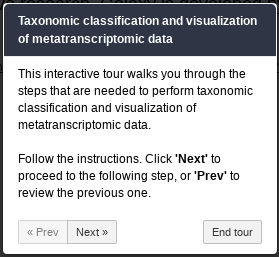 Taxonomic classification and visualization
of metatranscriptomic data
This interactive tour walks you through the
steps that are needed to perform taxonomic
classification and visualization of
metatranscriptomic data.
Follow the instructions. Click 'Next' to
proceed to the following step, or 'Prev' to
review the previous one.
« Prev Next » End tour